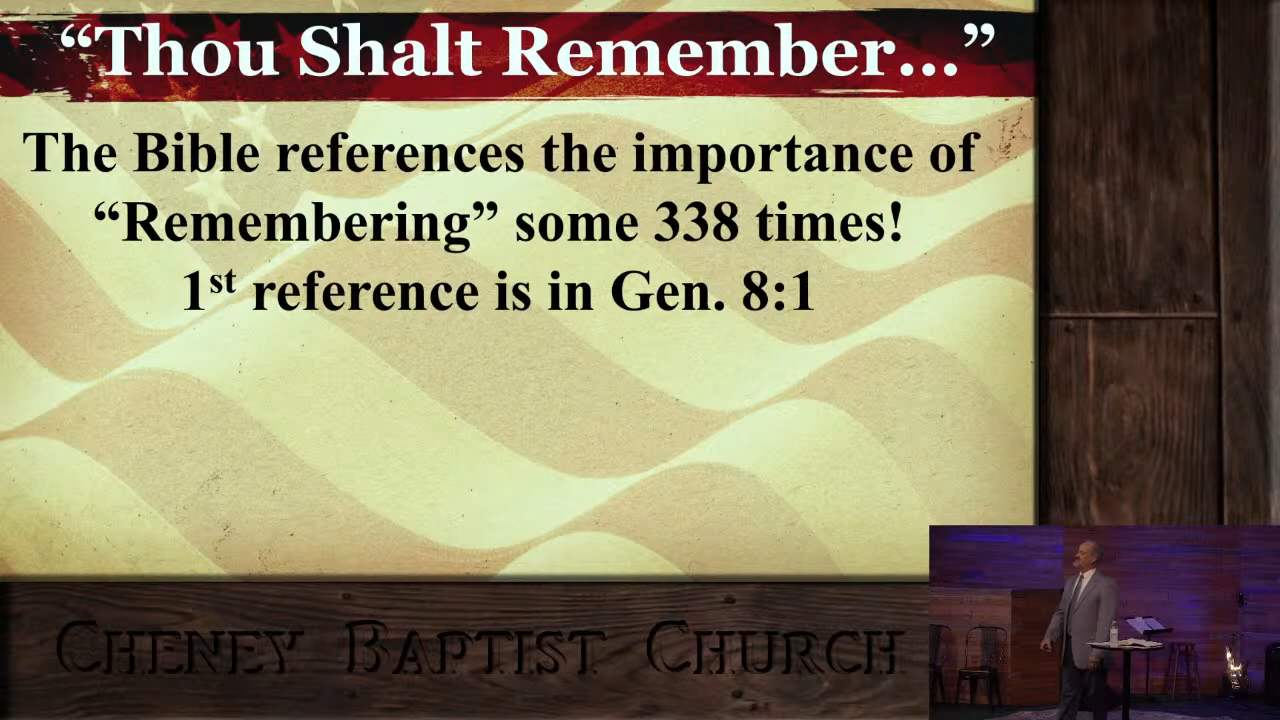 “Thou Shalt Remember...”
The Bible references the importance of
“Remembering” some 338 times!
1st reference is in Gen. 8:1
Cheney Baptist Church